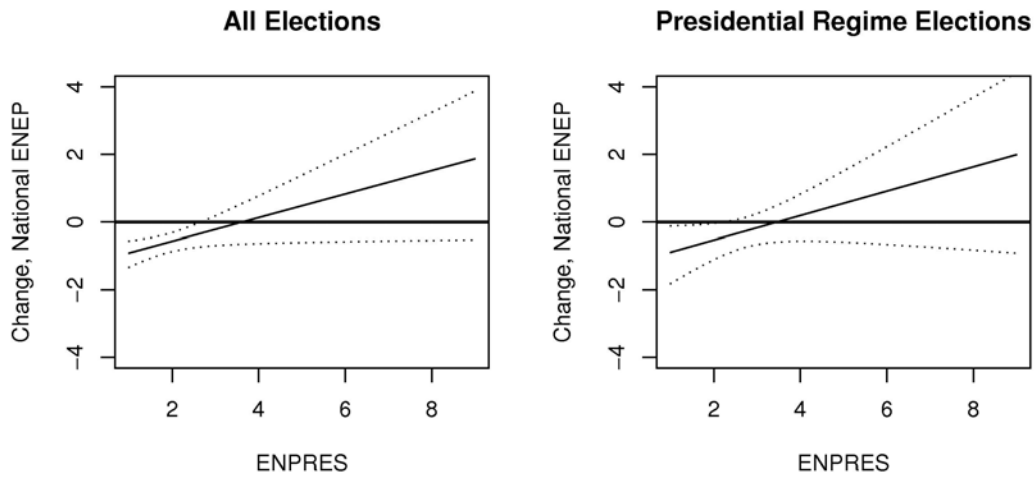 All Elections
Change, National ENEP
4
2
0
−2
−4
2 4 6 8
ENPRES
Presidential Regime Elections
Change, National ENEP
4
2
0
−2
−4
2 4 6 8
ENPRES